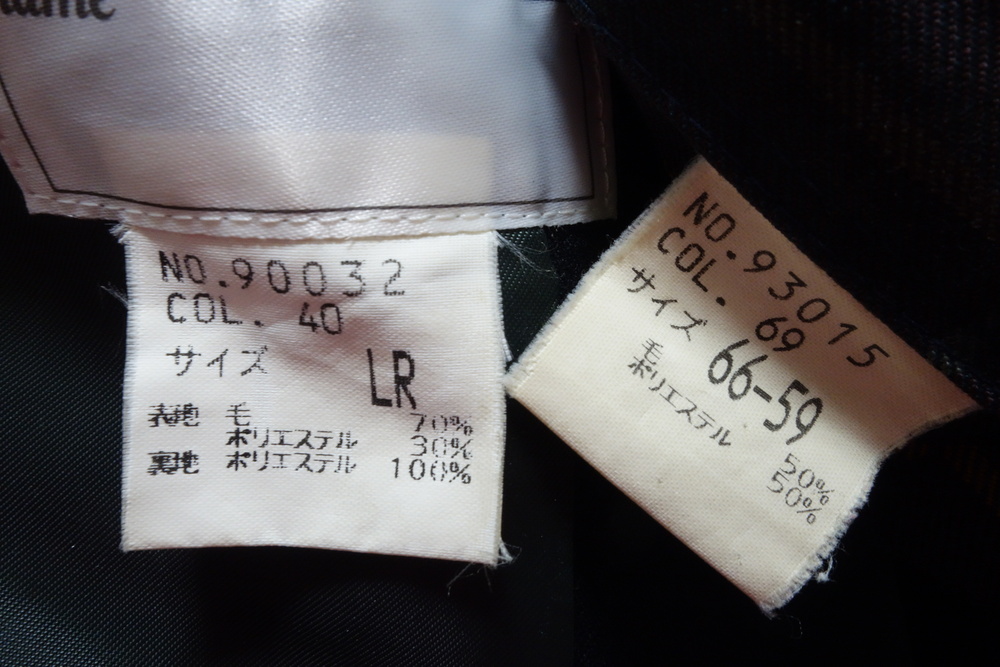 name
NO.90032
COL. 40
サイズ LR
表地 毛 70%
ポリエステル 30%
裏地 ポリエステル 100%
NO.93015
COL. 69
サイズ 66-59
毛 50%
ポリエステル 50%